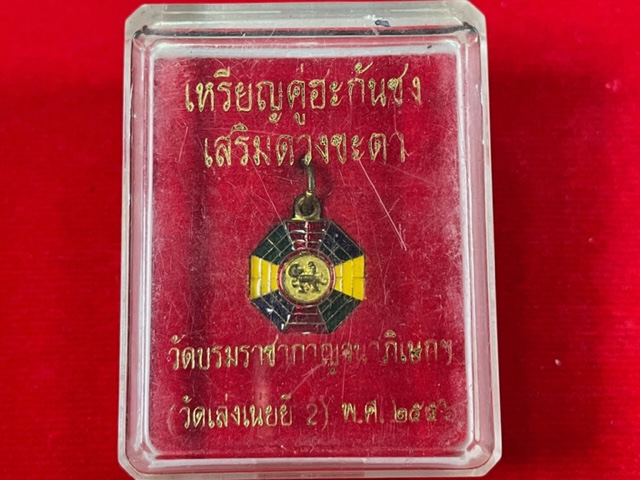 เหรียญคู่ฮะกันซง
เสริมดวงชะตา
วัดบรมราชากาญจนาภิเษกฯ
(วัดเล่งเนยยี่ 2) พ.ศ. ๒๕๕๖